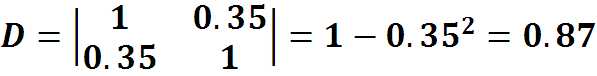 D = |1 0.35; 0.35 1| = 1 − 0.35² = 0.87